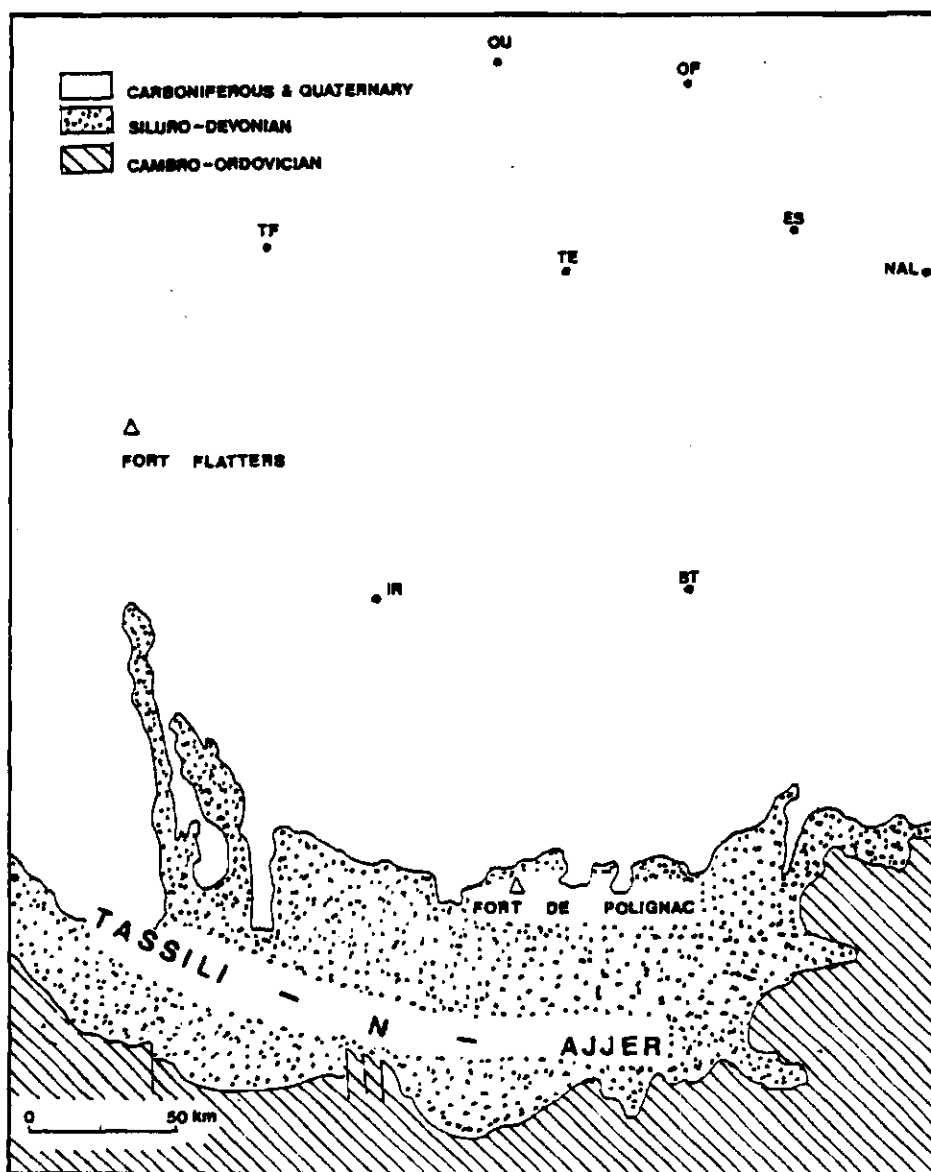 OU
OF
CARBONIFEROUS & QUATERNARY
SILURO-DEVONIAN
CAMBRO-ORDOVICIAN
TF
ES
TE
NAL
FORT FLATTERS
IR
BT
FORT DE POLIGNAC
TASSILI - N - AJJER
0 50 km